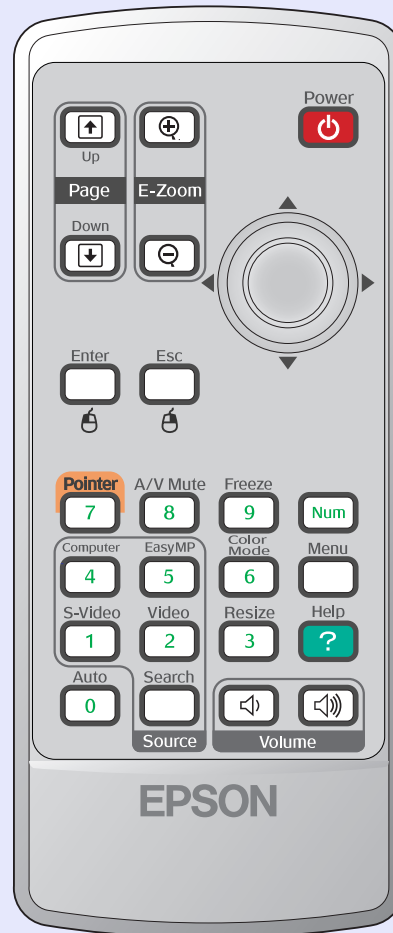 Power
Up
Page E-Zoom
Down
Enter Esc
Pointer A/V Mute Freeze
7 8 9 Num
Computer EasyMP Color Mode Menu
4 5 6
S-Video Video Resize Help
1 2 3 ?
Auto Search
0
Source Volume
EPSON